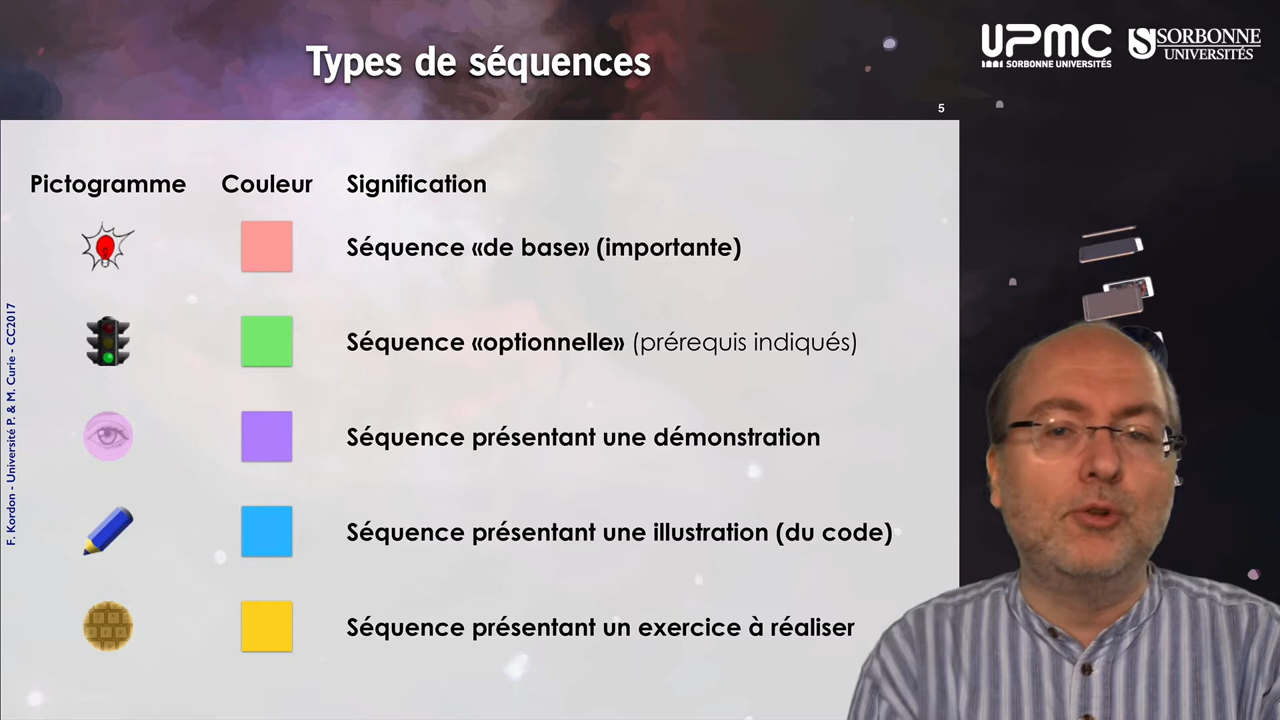 Types de séquences
UPMC
SORBONNE UNIVERSITÉS
SORBONNE
UNIVERSITÉS
5
Pictogramme Couleur Signification
Séquence «de base» (importante)
Séquence «optionnelle» (prérequis indiqués)
Séquence présentant une démonstration
Séquence présentant une illustration (du code)
Séquence présentant un exercice à réaliser
F. Kordon - Université P. & M. Curie - CC2017